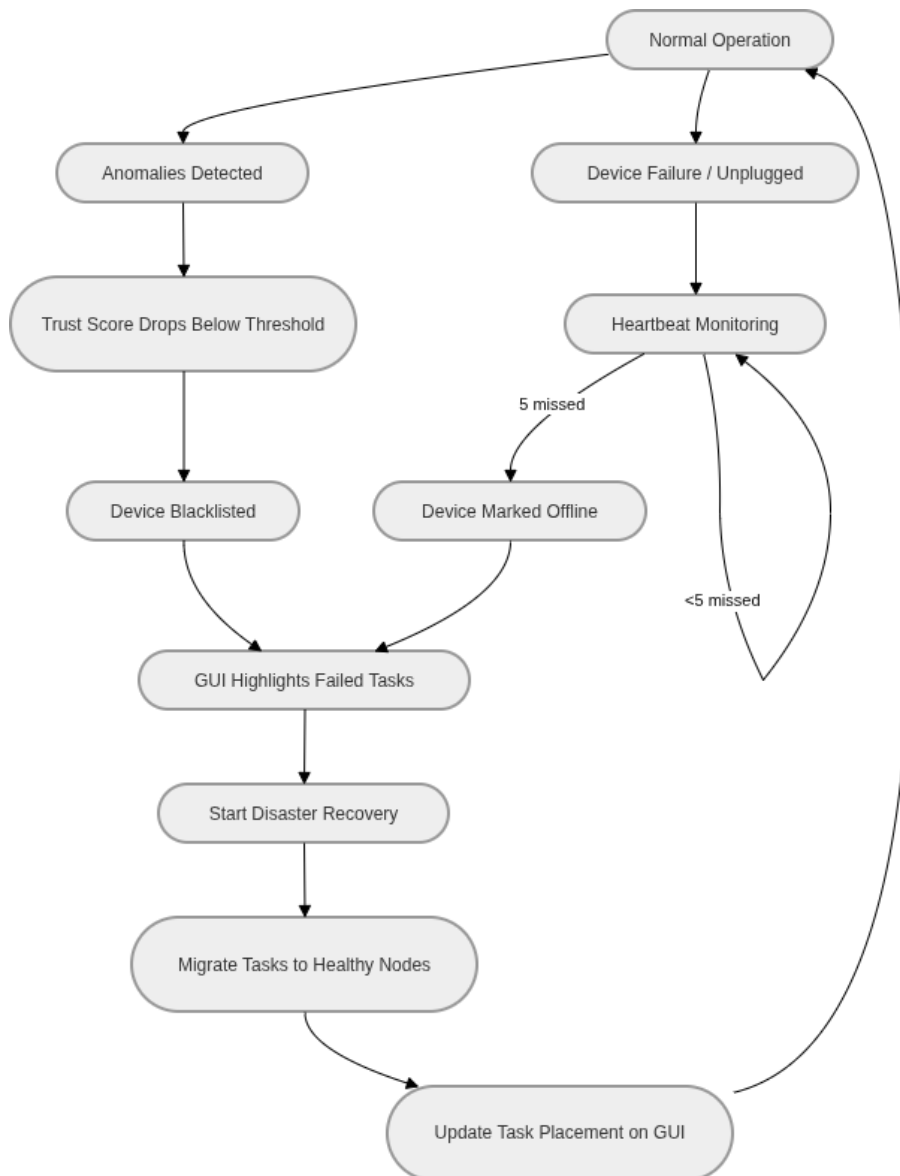 Normal Operation
Anomalies Detected
Device Failure / Unplugged
Trust Score Drops Below Threshold
Heartbeat Monitoring
5 missed
Device Blacklisted
Device Marked Offline
<5 missed
GUI Highlights Failed Tasks
Start Disaster Recovery
Migrate Tasks to Healthy Nodes
Update Task Placement on GUI